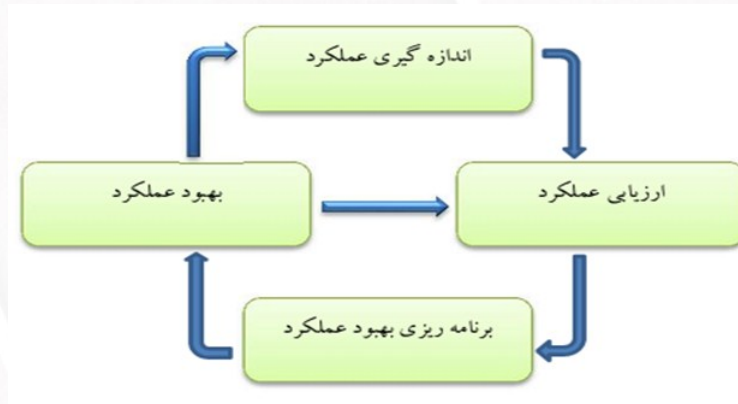 اندازه گیری عملکرد
ارزیابی عملکرد
بهبود عملکرد
برنامه ریزی بهبود عملکرد